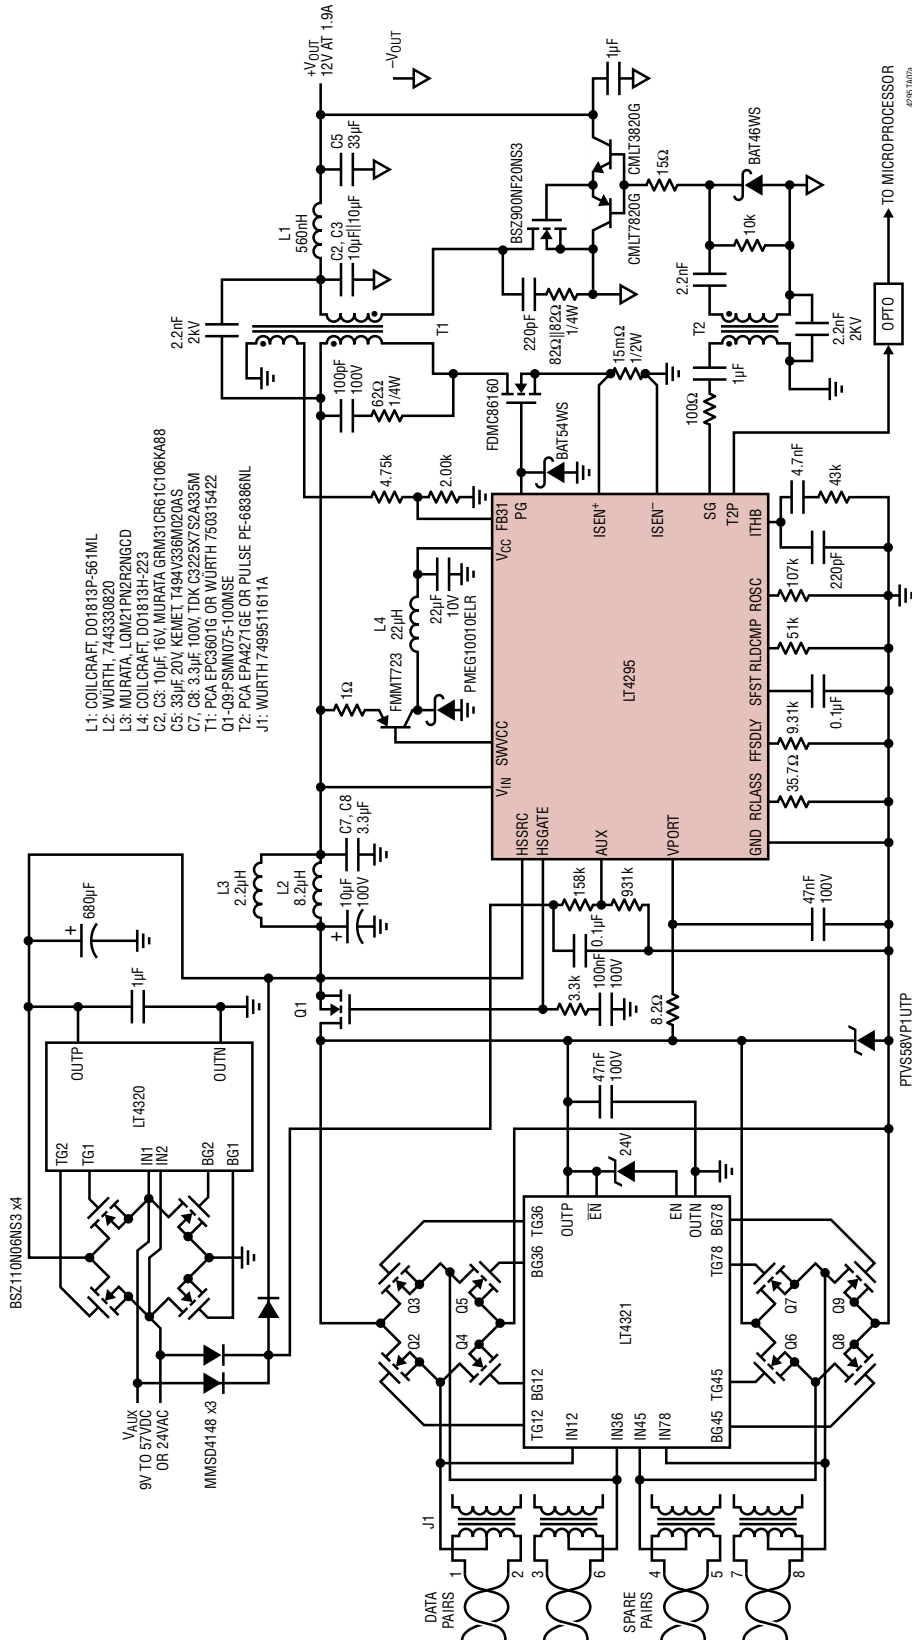 L1: COILCRAFT, DO1813P-561ML
L2: WÜRTH, 744330820
L3: MURATA, LQM21PN2R2NGCD
L4: COILCRAFT, DO1813H-223
C2, C3: 10µF, 16V, MURATA GRM31CR61C106KA88
C5: 33µF, 20V, KEMET, T494V336M020AS
C7, C8: 3.3µF, 100V, TDK C3225X7S2A335M
T1: PCA EPC3601G OR WÜRTH 750315422
Q1-Q9:PSMN075-100MSE
T2: PCA EPA4271GE OR PULSE PE-68386NL
J1: WURTH 7499511611A
BSZ110N06NS3 x4
680µF
+
1µF
OUTP
OUTN
LT4320
TG2
TG1
IN1
IN2
BG2
BG1
VAUX
9V TO 57VDC
OR 24VAC
MMSD4148 x3
Q1
L3
2.2µH
L2
8.2µH
+
10µF
100V
C7, C8
3.3µF
1Ω
FMMT723
L4
22µH
22µF
10V
PMEG10010ELR
4.75k
2.00k
100pF
100V
62Ω
1/4W
2.2nF
2KV
T1
L1
560nH
C2, C3
10µF||10µF
C5
33µF
+VOUT
12V AT 1.9A
–VOUT
1µF
BSZ900NF20NS3
CMLT3820G
CMLT7820G
15Ω
220pF
82Ω||82Ω
1/4W
FDMC86160
BAT54WS
15mΩ
1/2W
BAT46WS
10k
2.2nF
T2
2.2nF
2KV
1µF
100Ω
OPTO
TO MICROPROCESSOR
4295 TA07a
VIN
SWVCC
VCC
FB31
PG
ISEN+
ISEN–
SG
T2P
ITHB
ROSC
RLDCMP
SFST
FFSDLY
RCLASS
GND
HSSRC
HSGATE
AUX
VPORT
LT4295
4.7nF
43k
220pF
107k
51k
0.1µF
9.31k
35.7Ω
158k
931k
0.1µF
3.3k
100nF
100V
8.2Ω
47nF
100V
PTVS58VP1UTP
47nF
100V
24V
OUTP
EN
EN
OUTN
TG36
BG36
TG12
BG12
IN12
IN36
IN45
IN78
BG45
TG45
TG78
BG78
LT4321
Q2
Q3
Q4
Q5
Q6
Q7
Q8
Q9
J1
DATA
PAIRS
1
2
3
6
SPARE
PAIRS
4
5
7
8